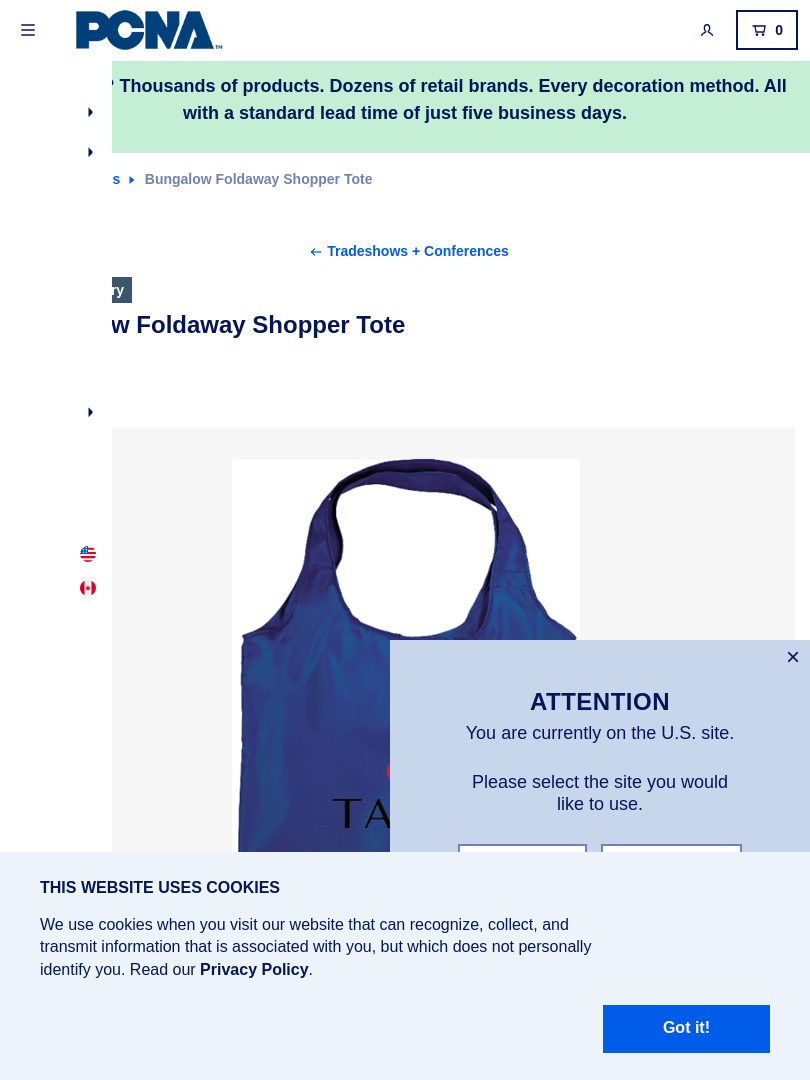 PCNA™
0
? Thousands of products. Dozens of retail brands. Every decoration method. All
with a standard lead time of just five business days.
s
Bungalow Foldaway Shopper Tote
← Tradeshows + Conferences
ry
w Foldaway Shopper Tote
TA
ATTENTION
You are currently on the U.S. site.
Please select the site you would
like to use.
THIS WEBSITE USES COOKIES
We use cookies when you visit our website that can recognize, collect, and
transmit information that is associated with you, but which does not personally
identify you. Read our Privacy Policy.
Got it!